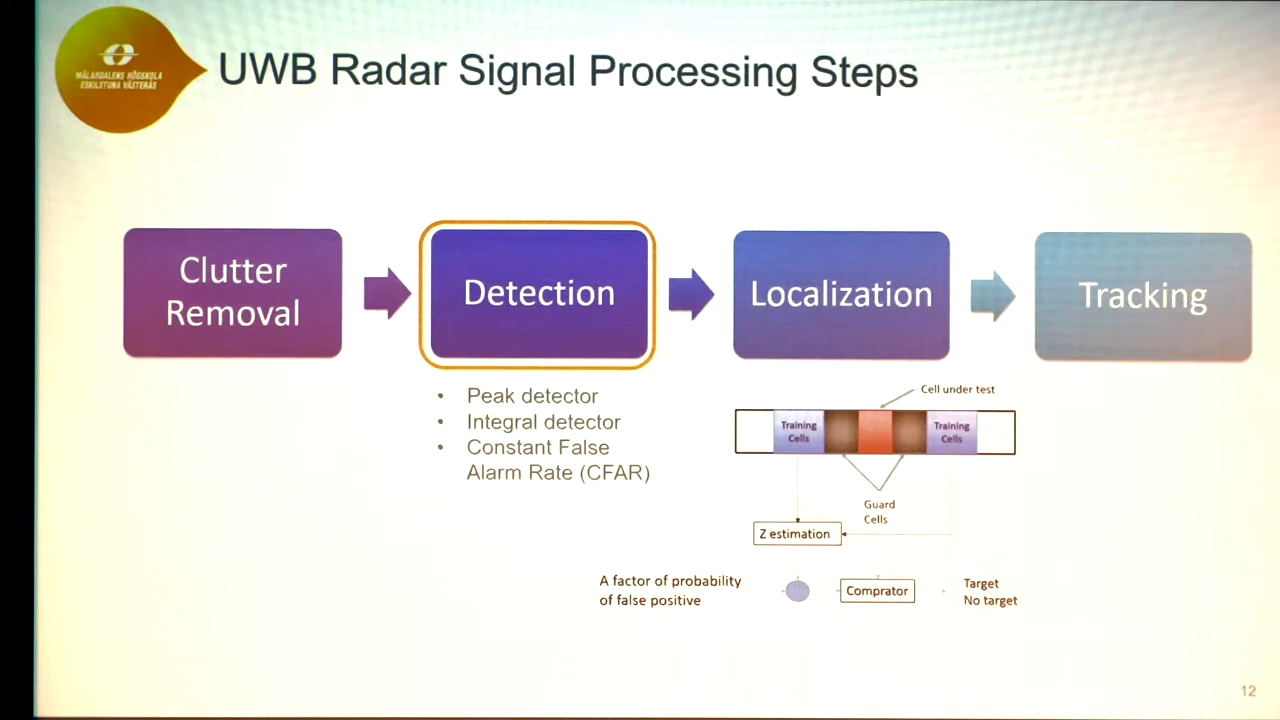 MÄLARDALENS HÖGSKOLA
ESKILSTUNA VÄSTERÅS
UWB Radar Signal Processing Steps
Clutter
Removal
Detection
Localization
Tracking
• Peak detector
• Integral detector
• Constant False
Alarm Rate (CFAR)
Cell under test
Training
Cells
Training
Cells
Guard
Cells
Z estimation
A factor of probability
of false positive
Comprator
Target
No target
12